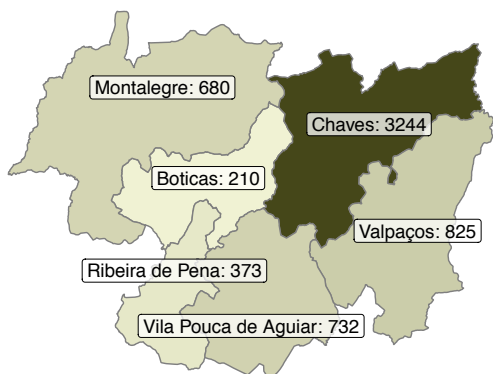 Montalegre: 680
Chaves: 3244
Boticas: 210
Valpaços: 825
Ribeira de Pena: 373
Vila Pouca de Aguiar: 732